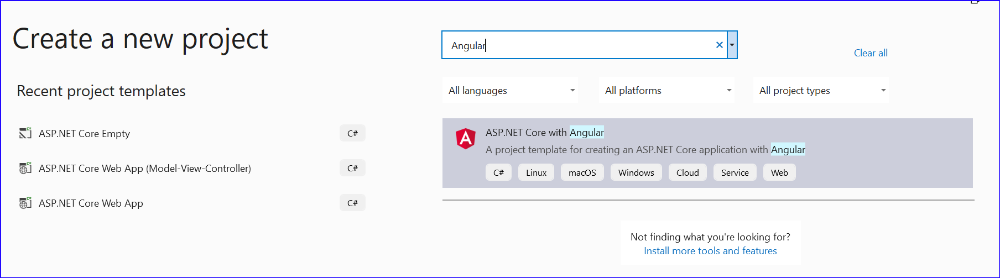 Create a new project
Recent project templates
ASP.NET Core Empty C#
ASP.NET Core Web App (Model-View-Controller) C#
ASP.NET Core Web App C#
Angular
Clear all
All languages All platforms All project types
ASP.NET Core with Angular
A project template for creating an ASP.NET Core application with Angular
C# Linux macOS Windows Cloud Service Web
Not finding what you're looking for?
Install more tools and features